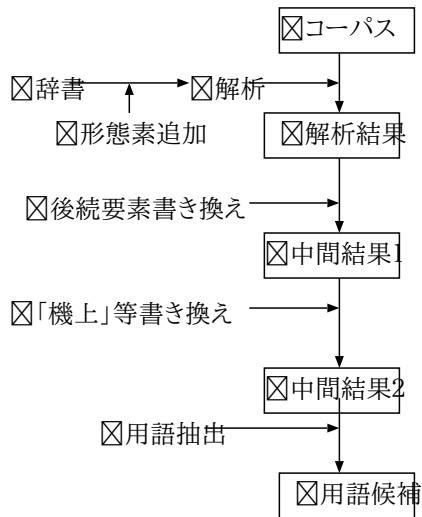 ☒コーパス
☒辞書
☒解析
☒形態素追加
☒解析結果
☒後続要素書き換え
☒中間結果1
☒「機上」等書き換え
☒中間結果2
☒用語抽出
☒用語候補